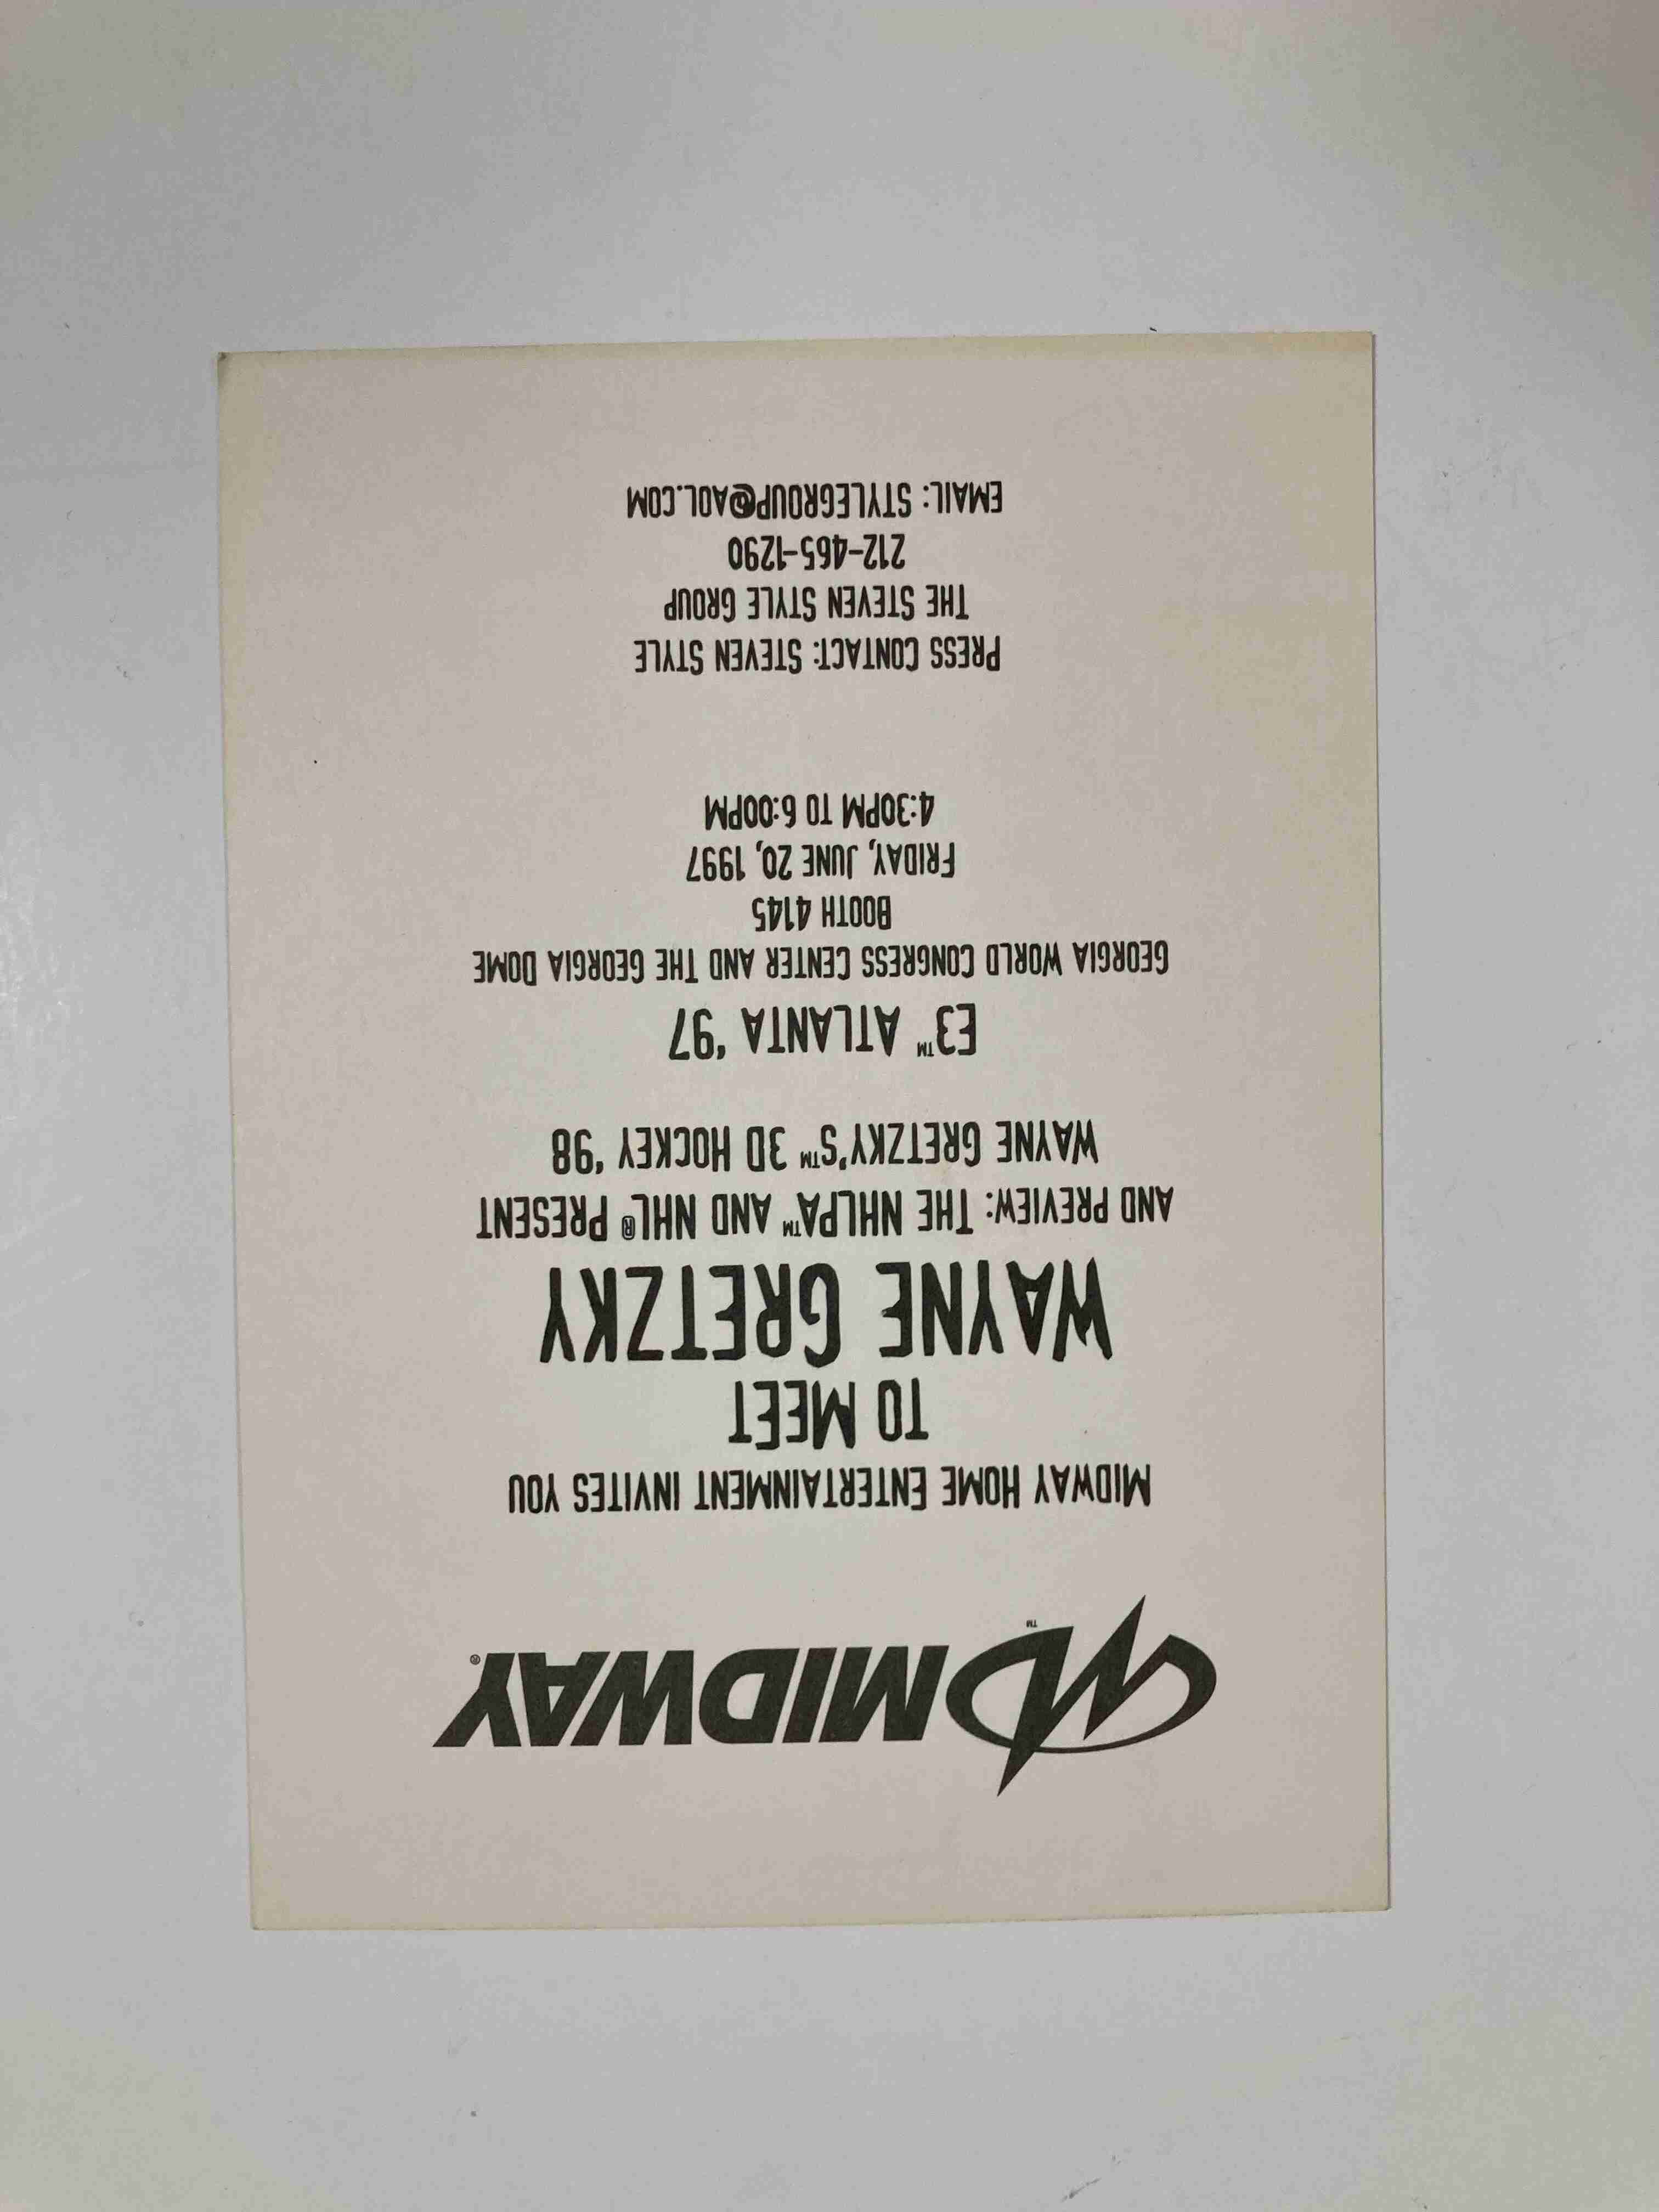 MIDWAY®
MIDWAY HOME ENTERTAINMENT INVITES YOU
TO MEET
WAYNE GRETZKY
AND PREVIEW: THE NHLPA™ AND NHL® PRESENT
WAYNE GRETZKY'S™ 3D HOCKEY '98
E3™ ATLANTA '97
GEORGIA WORLD CONGRESS CENTER AND THE GEORGIA DOME
BOOTH 4145
FRIDAY, JUNE 20, 1997
4:30PM TO 6:00PM
PRESS CONTACT: STEVEN STYLE
THE STEVEN STYLE GROUP
212-465-1290
EMAIL: STYLEGROUP@AOL.COM